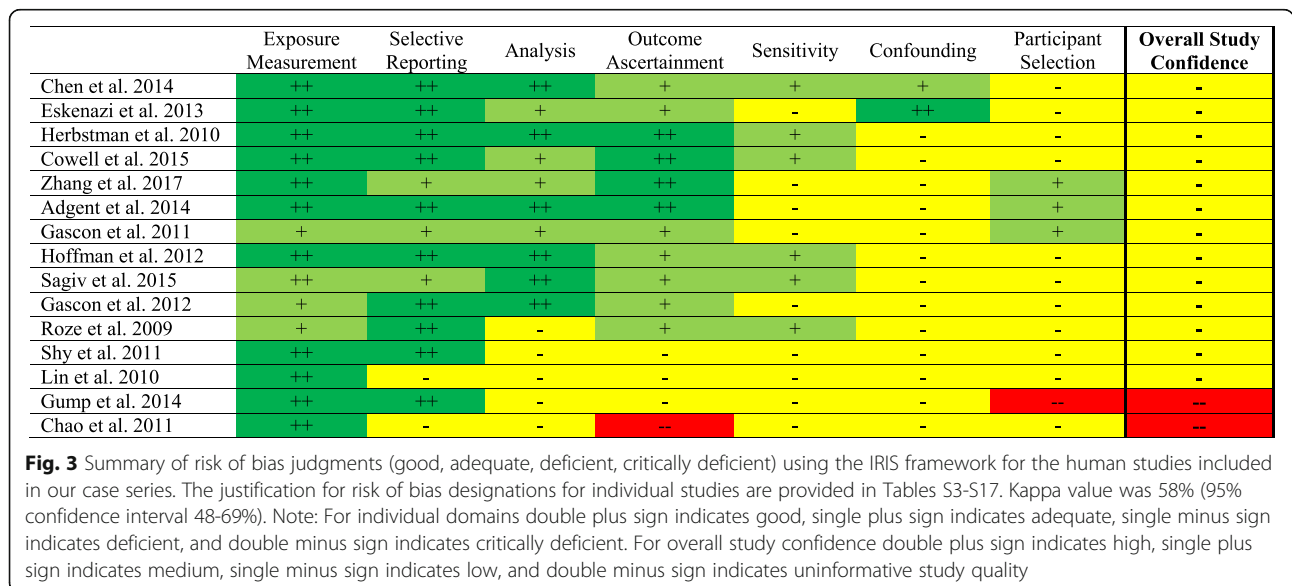 Exposure Measurement Selective Reporting Analysis Outcome Ascertainment Sensitivity Confounding Participant Selection Overall Study Confidence
Chen et al. 2014 ++ ++ ++ + + + - -
Eskenazi et al. 2013 ++ ++ + + - ++ - -
Herbstman et al. 2010 ++ ++ ++ ++ + - - -
Cowell et al. 2015 ++ ++ + ++ + - - -
Zhang et al. 2017 ++ + + ++ - - + -
Adgent et al. 2014 ++ ++ ++ ++ - - + -
Gascon et al. 2011 + + + + - - + -
Hoffman et al. 2012 ++ ++ ++ + + - - -
Sagiv et al. 2015 ++ + ++ + + - - -
Gascon et al. 2012 + ++ ++ + - - - -
Roze et al. 2009 + ++ - + + - - -
Shy et al. 2011 ++ ++ - - - - - -
Lin et al. 2010 ++ - - - - - - -
Gump et al. 2014 ++ ++ - - - - -- --
Chao et al. 2011 ++ - - -- - - - --
Fig. 3 Summary of risk of bias judgments (good, adequate, deficient, critically deficient) using the IRIS framework for the human studies included
in our case series. The justification for risk of bias designations for individual studies are provided in Tables S3-S17. Kappa value was 58% (95%
confidence interval 48-69%). Note: For individual domains double plus sign indicates good, single plus sign indicates adequate, single minus sign
indicates deficient, and double minus sign indicates critically deficient. For overall study confidence double plus sign indicates high, single plus
sign indicates medium, single minus sign indicates low, and double minus sign indicates uninformative study quality